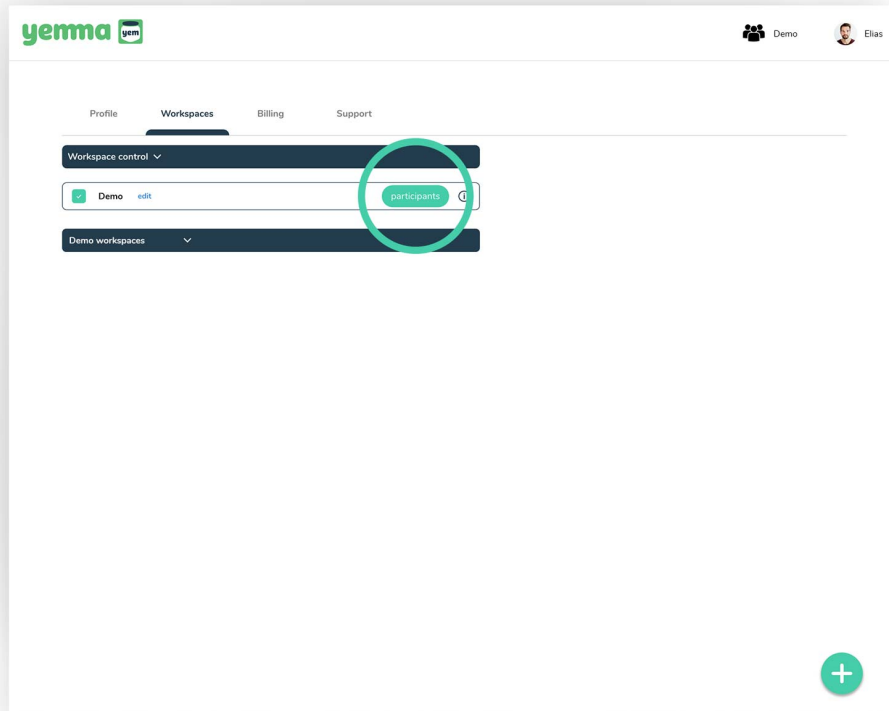 yemma yem
Demo
Elias
Profile Workspaces Billing Support
Workspace control
Demo edit participants i
Demo workspaces